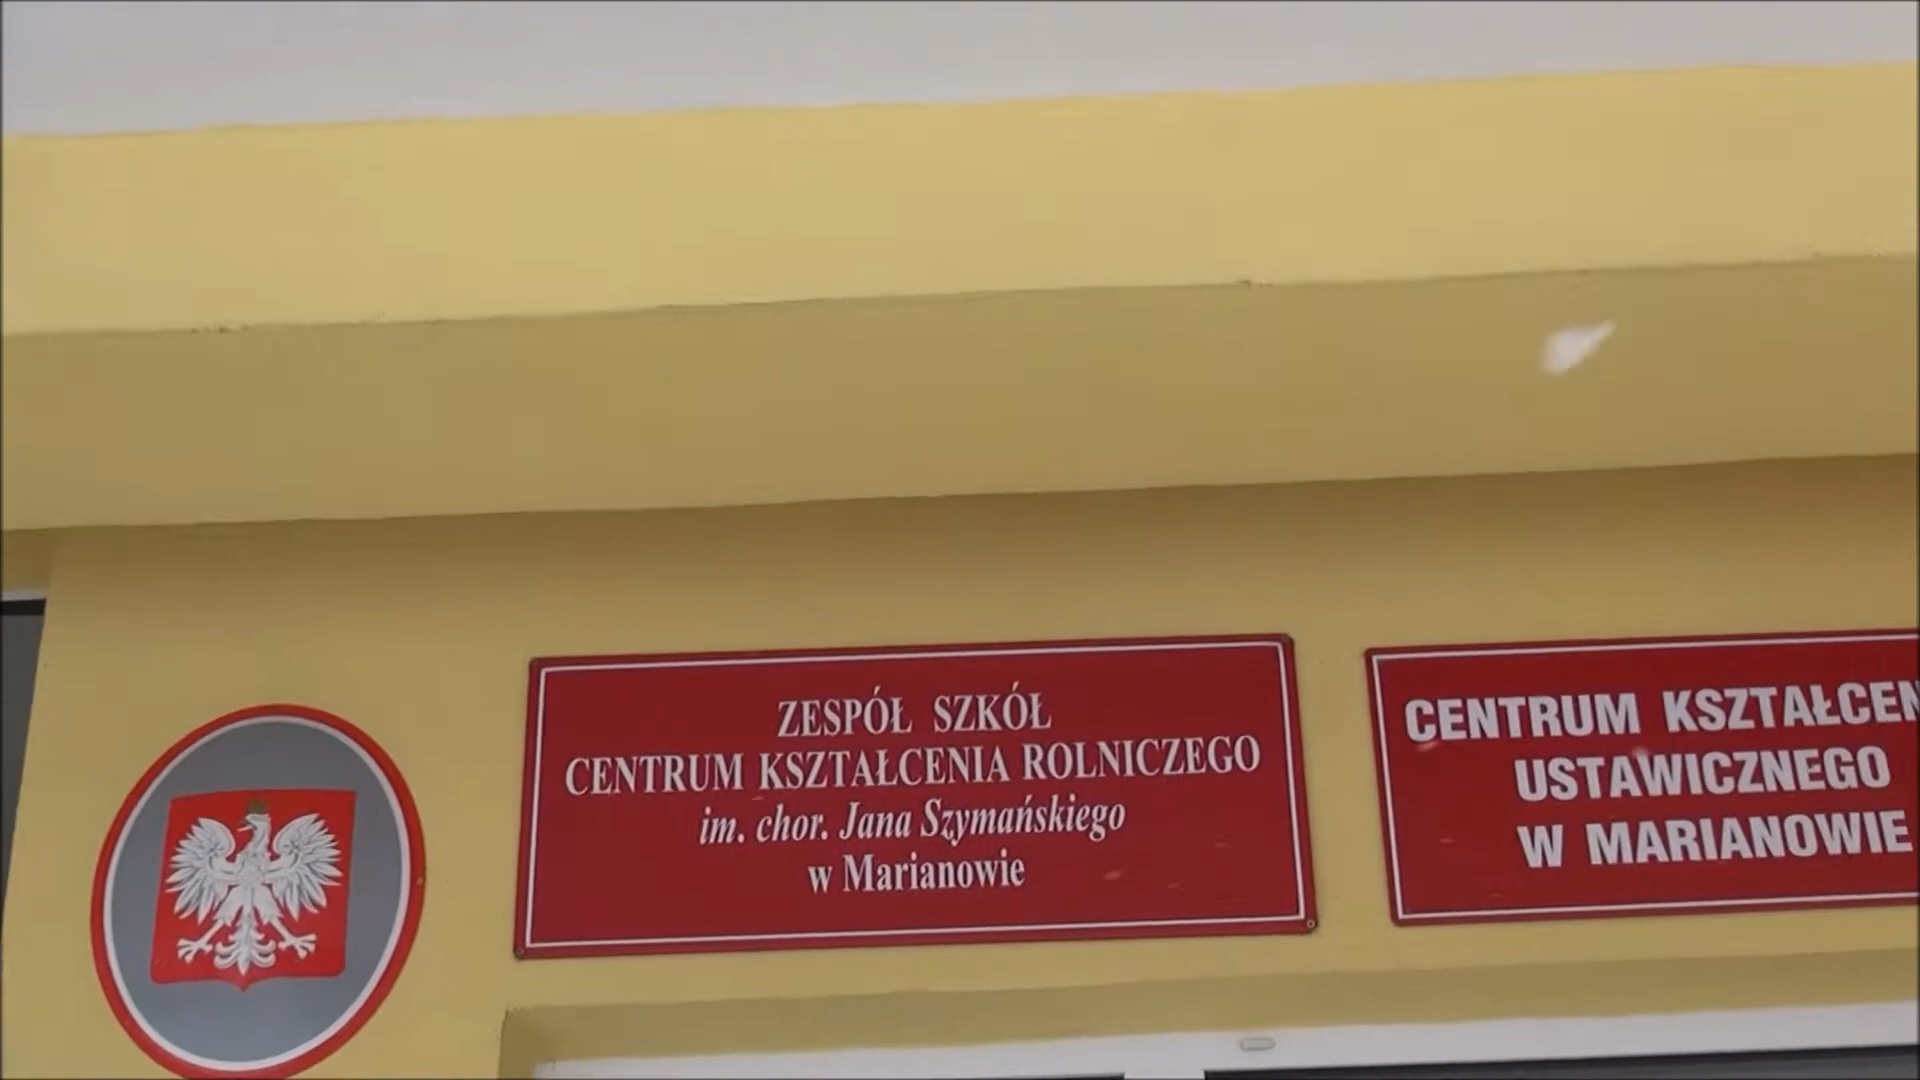 ZESPÓŁ SZKÓŁ
CENTRUM KSZTAŁCENIA ROLNICZEGO
im. chor. Jana Szymańskiego
w Marianowie
CENTRUM KSZTAŁCEN
USTAWICZNEGO
W MARIANOWIE